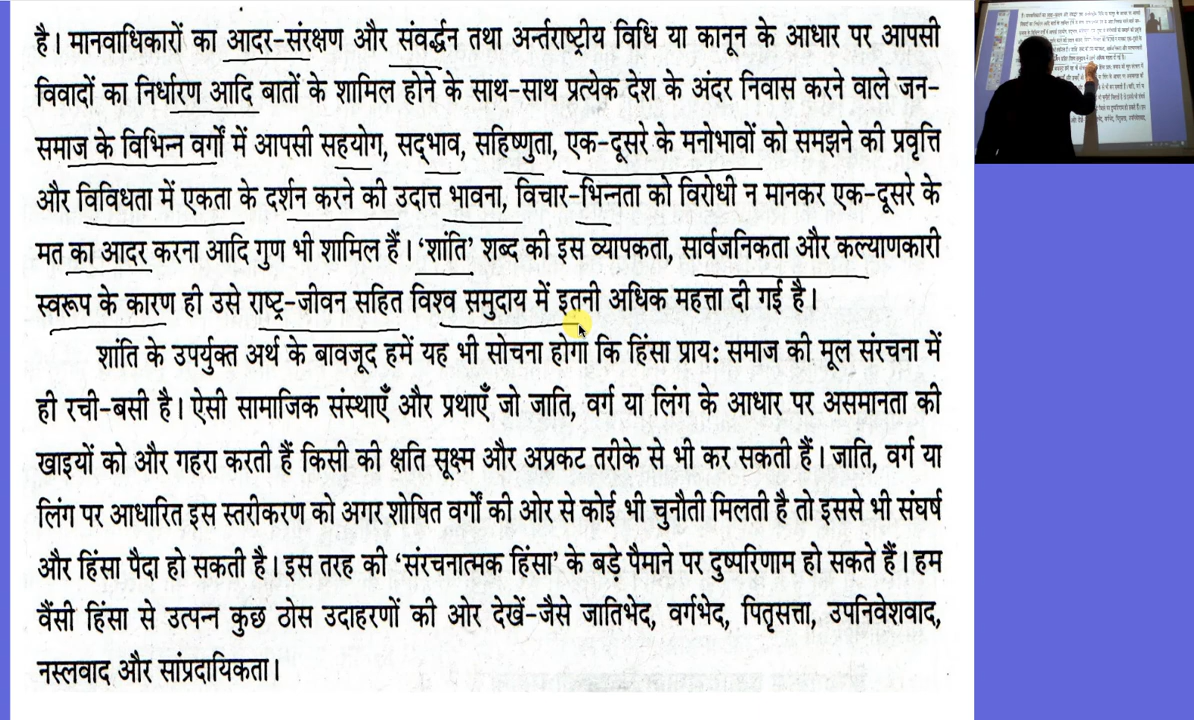 है। मानवाधिकारों का आदर-संरक्षण और संवर्द्धन तथा अर्न्तराष्ट्रीय विधि या कानून के आधार पर आपसी
विवादों का निर्धारण आदि बातों के शामिल होने के साथ-साथ प्रत्येक देश के अंदर निवास करने वाले जन-
समाज के विभिन्न वर्गों में आपसी सहयोग, सद्भाव, सहिष्णुता, एक-दूसरे के मनोभावों को समझने की प्रवृत्ति
और विविधता में एकता के दर्शन करने की उदात्त भावना, विचार-भिन्नता को विरोधी न मानकर एक-दूसरे के
मत का आदर करना आदि गुण भी शामिल हैं। ‘शांति’ शब्द की इस व्यापकता, सार्वजनिकता और कल्याणकारी
स्वरूप के कारण ही उसे राष्ट्र-जीवन सहित विश्व समुदाय में इतनी अधिक महत्ता दी गई है।
शांति के उपर्युक्त अर्थ के बावजूद हमें यह भी सोचना होगा कि हिंसा प्राय: समाज की मूल संरचना में
ही रची-बसी है। ऐसी सामाजिक संस्थाएँ और प्रथाएँ जो जाति, वर्ग या लिंग के आधार पर असमानता की
खाइयों को और गहरा करती हैं किसी की क्षति सूक्ष्म और अप्रकट तरीके से भी कर सकती हैं। जाति, वर्ग या
लिंग पर आधारित इस स्तरीकरण को अगर शोषित वर्गों की ओर से कोई भी चुनौती मिलती है तो इससे भी संघर्ष
और हिंसा पैदा हो सकती है। इस तरह की ‘संरचनात्मक हिंसा’ के बड़े पैमाने पर दुष्परिणाम हो सकते हैं। हम
वैंसी हिंसा से उत्पन्न कुछ ठोस उदाहरणों की ओर देखें-जैसे जातिभेद, वर्गभेद, पितृसत्ता, उपनिवेशवाद,
नस्लवाद और सांप्रदायिकता।